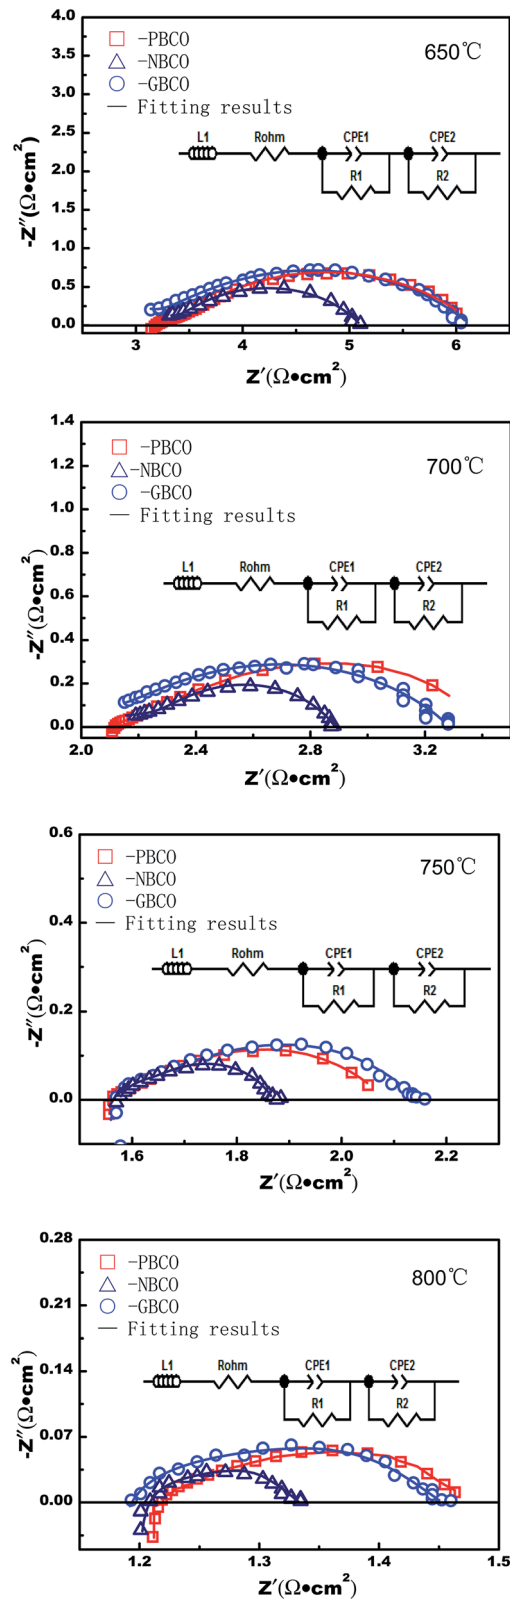 4.0
3.5
3.0
2.5
2.0
1.5
1.0
0.5
0.0
-Z″(Ω•cm²)
-PBCO
-NBCO
-GBCO
— Fitting results
650℃
L1 Rohm CPE1 CPE2
R1 R2
3 4 5 6
Z′(Ω•cm²)
1.4
1.2
1.0
0.8
0.6
0.4
0.2
0.0
-Z″(Ω•cm²)
-PBCO
-NBCO
-GBCO
— Fitting results
700℃
L1 Rohm CPE1 CPE2
R1 R2
2.0 2.4 2.8 3.2
Z′(Ω•cm²)
0.6
0.4
0.2
0.0
-Z″(Ω•cm²)
-PBCO
-NBCO
-GBCO
— Fitting results
750℃
L1 Rohm CPE1 CPE2
R1 R2
1.6 1.8 2.0 2.2
Z′(Ω•cm²)
0.28
0.21
0.14
0.07
0.00
-Z″(Ω•cm²)
-PBCO
-NBCO
-GBCO
— Fitting results
800℃
L1 Rohm CPE1 CPE2
R1 R2
1.2 1.3 1.4 1.5
Z′(Ω•cm²)